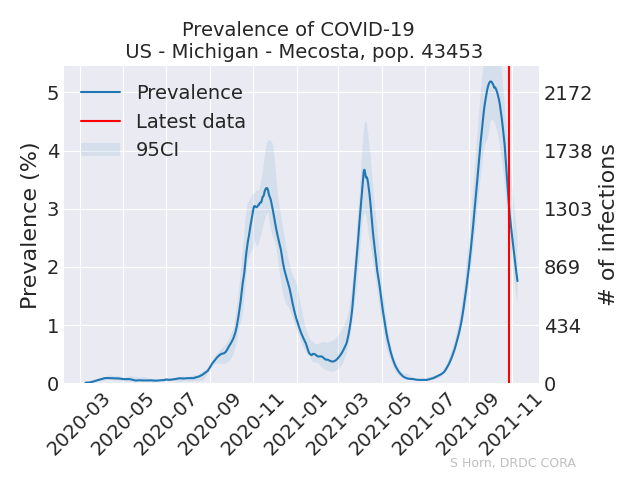 Prevalence of COVID-19
US - Michigan - Mecosta, pop. 43453
Prevalence
Latest data
95CI
Prevalence (%)
5
4
3
2
1
0
2172
1738
1303
869
434
0
# of infections
2020-03
2020-05
2020-07
2020-09
2020-11
2021-01
2021-03
2021-05
2021-07
2021-09
2021-11
S Horn, DRDC CORA